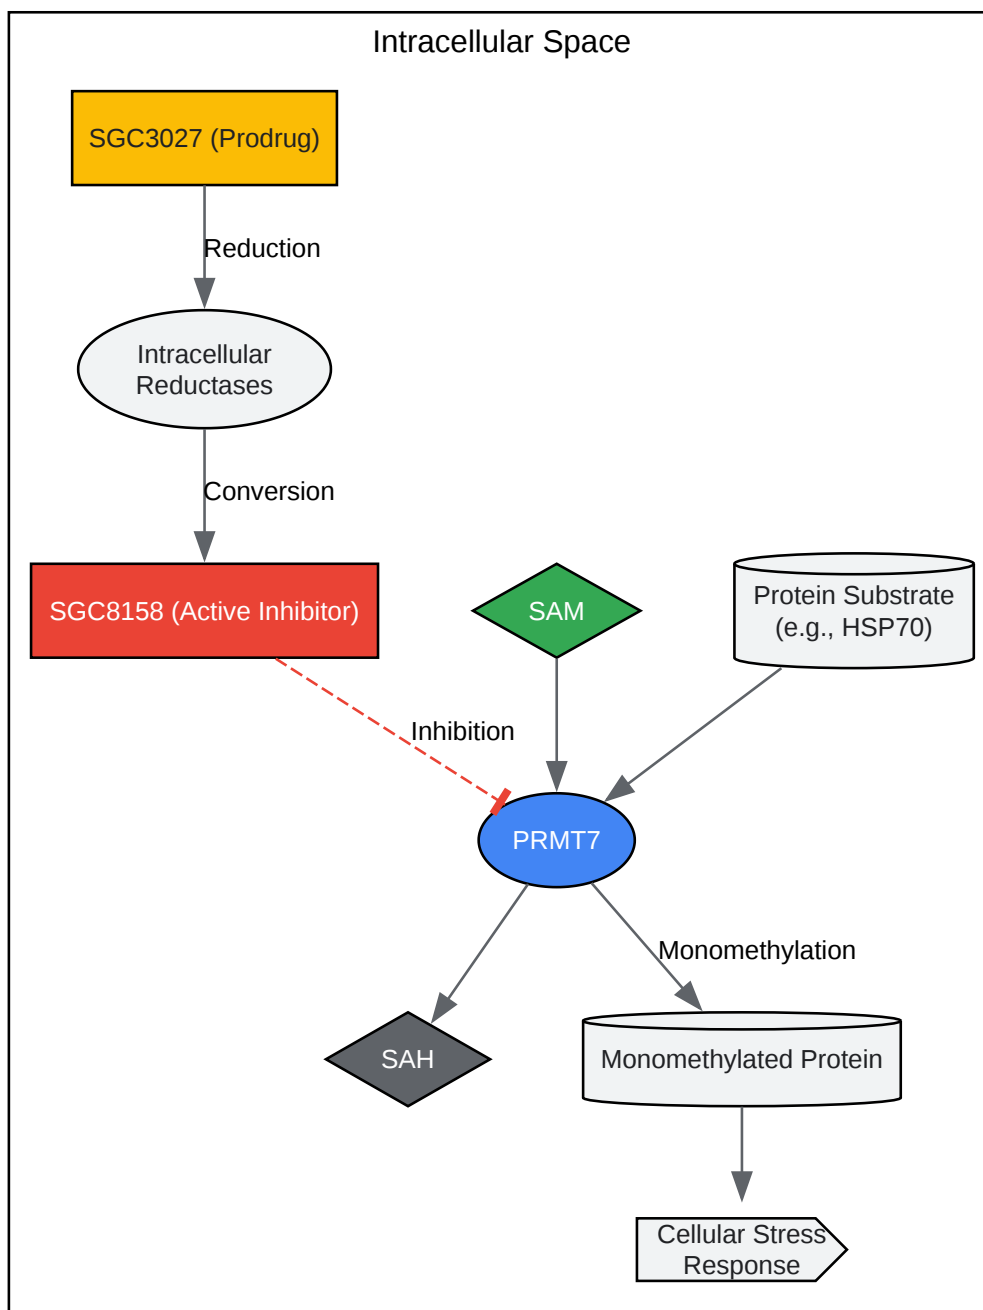 Intracellular Space
SGC3027 (Prodrug)
Reduction
Intracellular
Reductases
Conversion
SGC8158 (Active Inhibitor)
SAM
Protein Substrate
(e.g., HSP70)
Inhibition
PRMT7
Monomethylation
SAH
Monomethylated Protein
Cellular Stress
Response